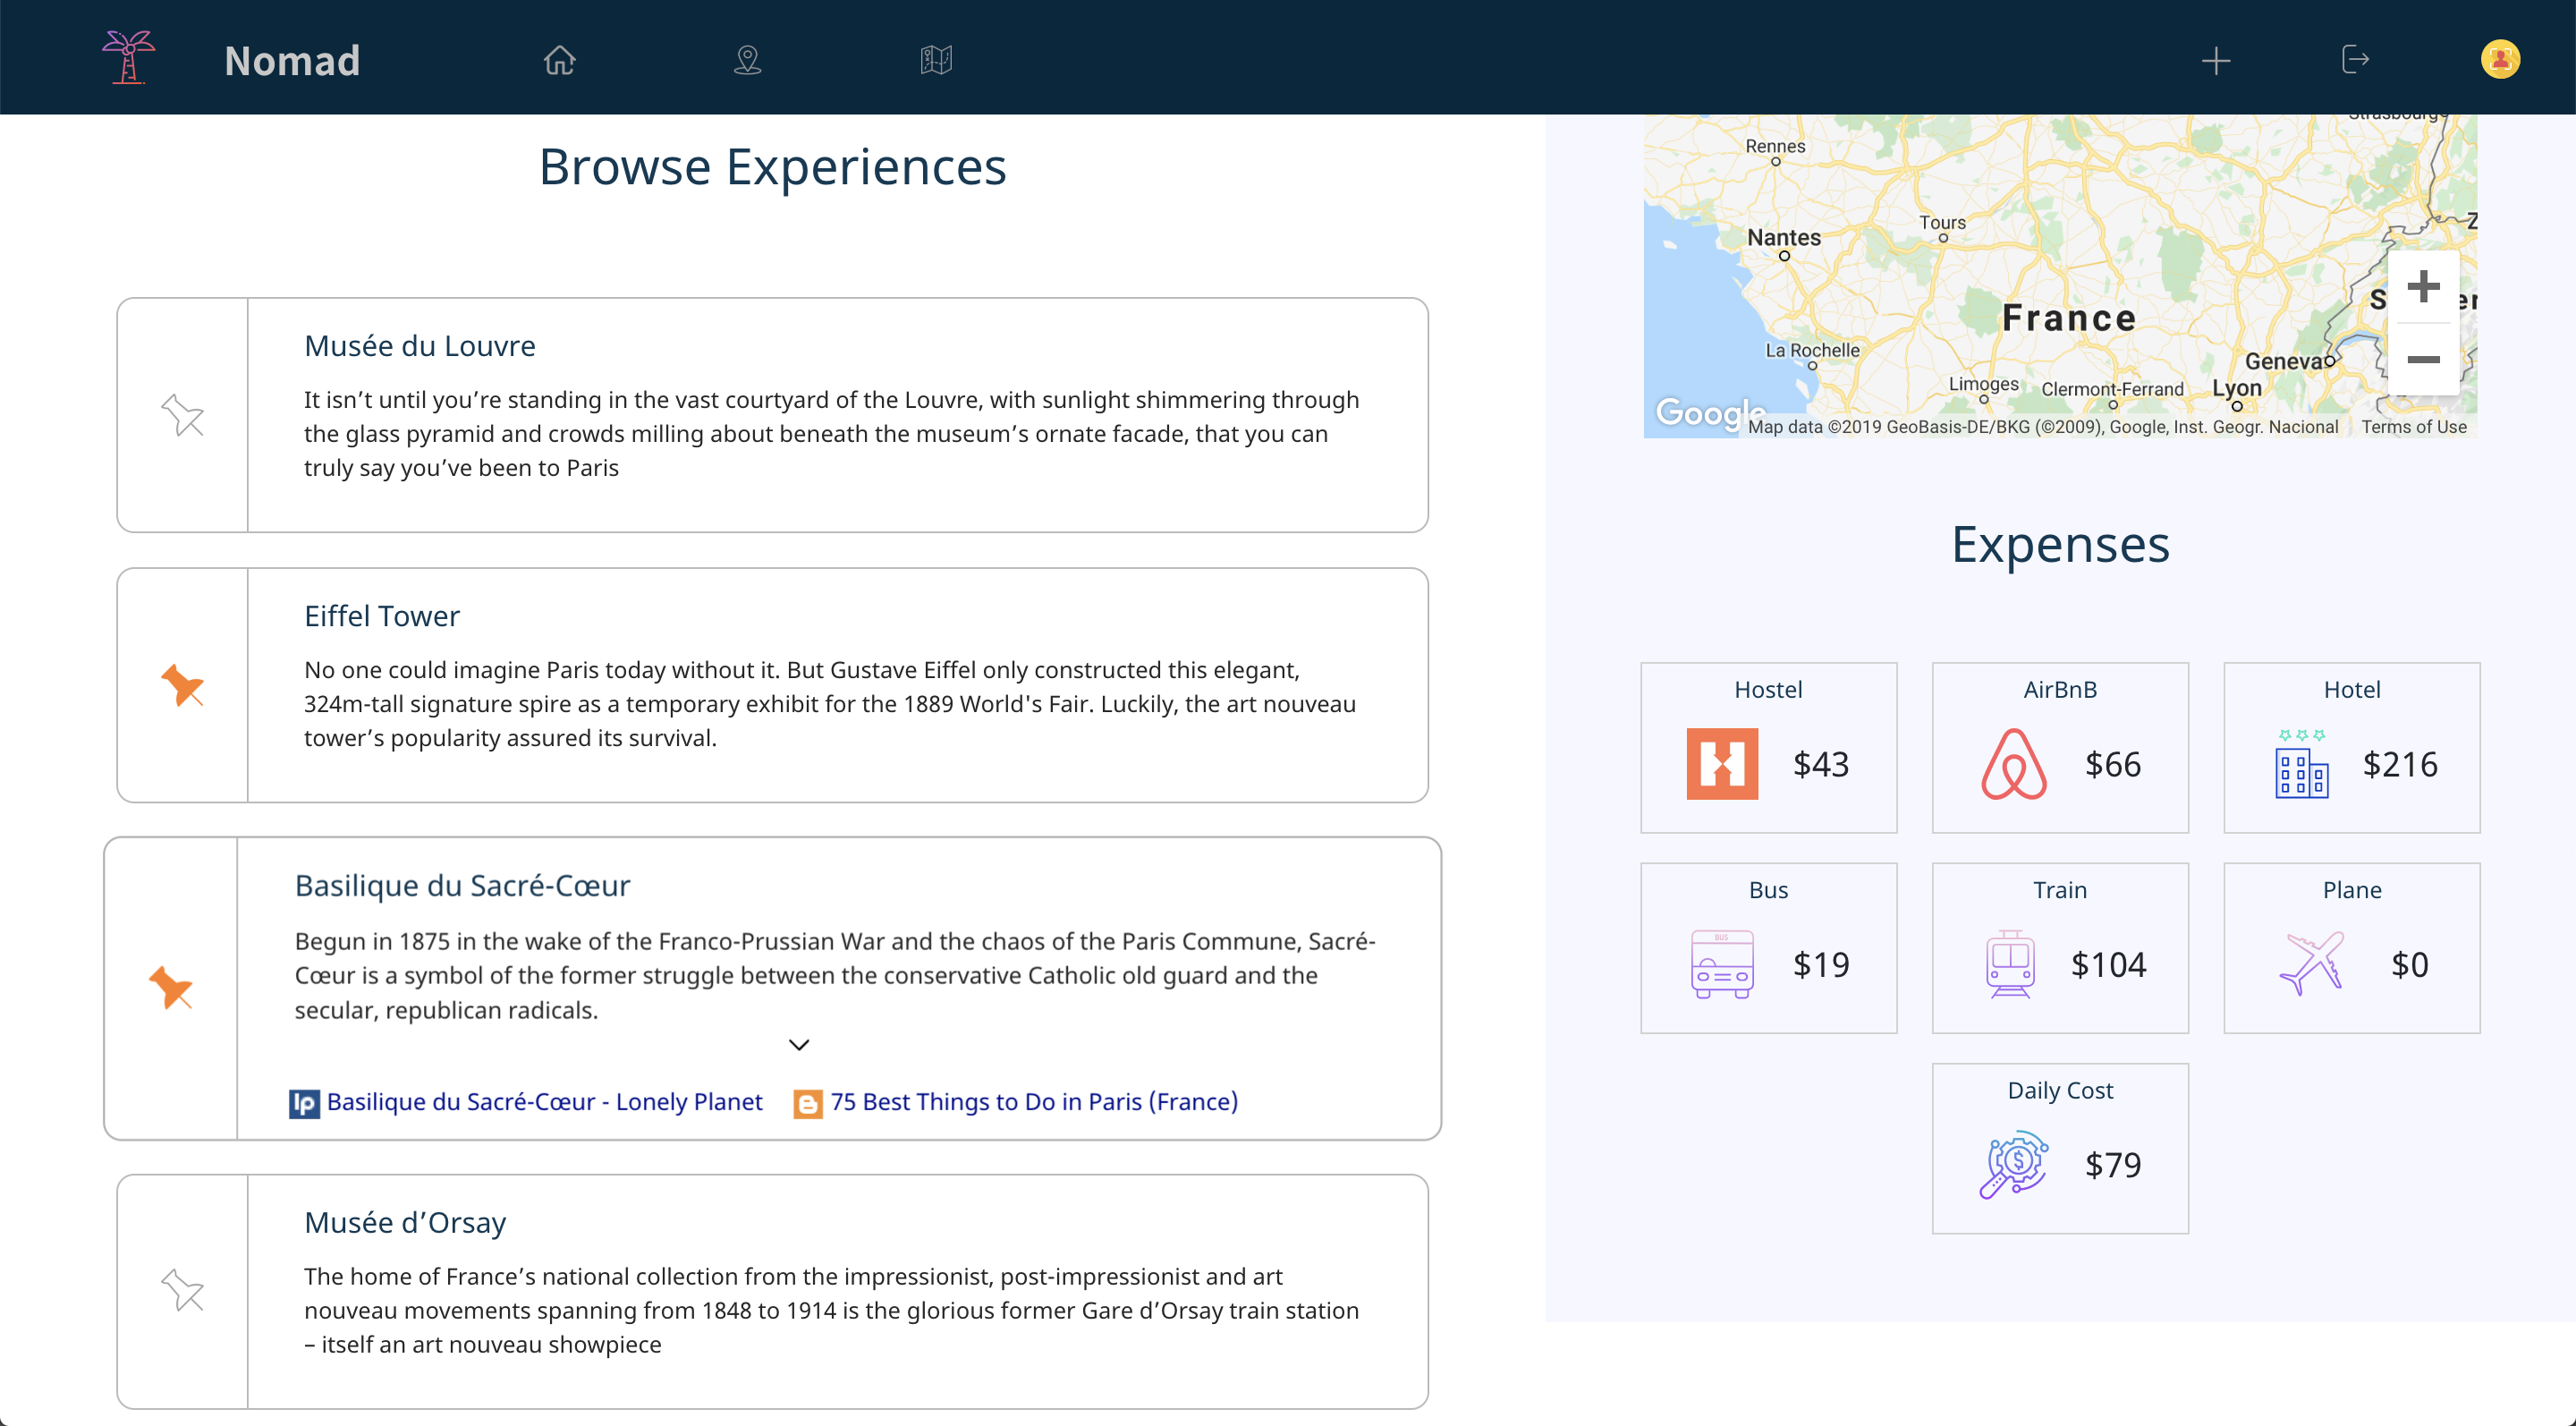 Nomad
Browse Experiences
Musée du Louvre
It isn’t until you’re standing in the vast courtyard of the Louvre, with sunlight shimmering through
the glass pyramid and crowds milling about beneath the museum’s ornate facade, that you can
truly say you’ve been to Paris
Eiffel Tower
No one could imagine Paris today without it. But Gustave Eiffel only constructed this elegant,
324m-tall signature spire as a temporary exhibit for the 1889 World's Fair. Luckily, the art nouveau
tower’s popularity assured its survival.
Basilique du Sacré-Cœur
Begun in 1875 in the wake of the Franco-Prussian War and the chaos of the Paris Commune, Sacré-
Cœur is a symbol of the former struggle between the conservative Catholic old guard and the
secular, republican radicals.
lp Basilique du Sacré-Cœur - Lonely Planet
75 Best Things to Do in Paris (France)
Musée d’Orsay
The home of France’s national collection from the impressionist, post-impressionist and art
nouveau movements spanning from 1848 to 1914 is the glorious former Gare d’Orsay train station
– itself an art nouveau showpiece
Strasbourg
Rennes
Tours
Nantes
France
La Rochelle
Geneva
Limoges
Clermont-Ferrand
Lyon
Google
Map data ©2019 GeoBasis-DE/BKG (©2009), Google, Inst. Geogr. Nacional
Terms of Use
Expenses
Hostel
$43
AirBnB
$66
Hotel
$216
Bus
BUS
$19
Train
$104
Plane
$0
Daily Cost
$79